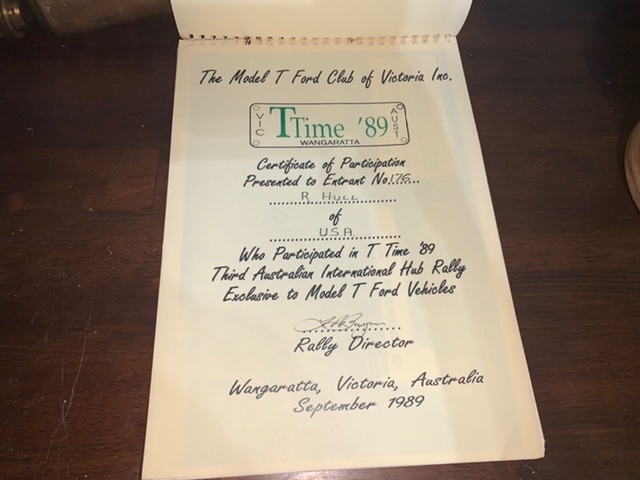 The Model T Ford Club of Victoria Inc.
VIC
TTime '89
AUST
WANGARATTA
Certificate of Participation
Presented to Entrant No.176...
R HULL
of
U.S.A.
Who Participated in T Time '89
Third Australian International Hub Rally
Exclusive to Model T Ford Vehicles
Rally Director
Wangaratta, Victoria, Australia
September 1989